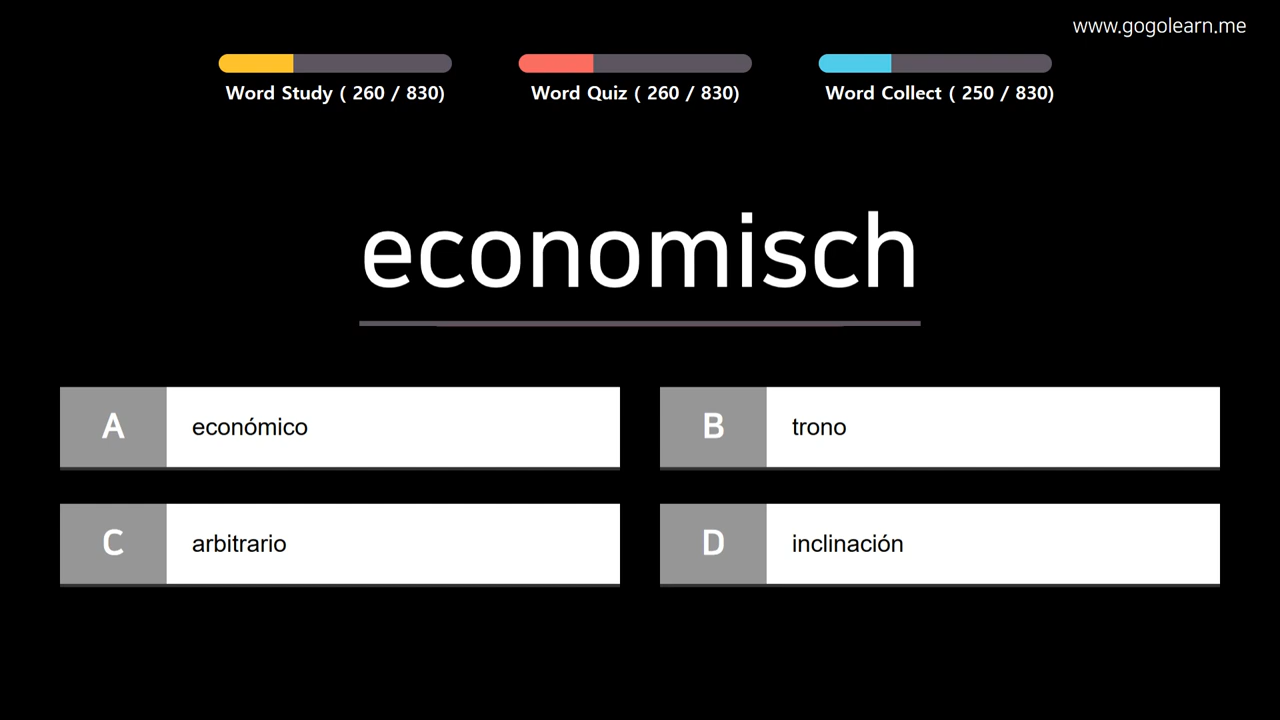 www.gogolearn.me
Word Study ( 260 / 830)
Word Quiz ( 260 / 830)
Word Collect ( 250 / 830)
economisch
A económico
B trono
C arbitrario
D inclinación